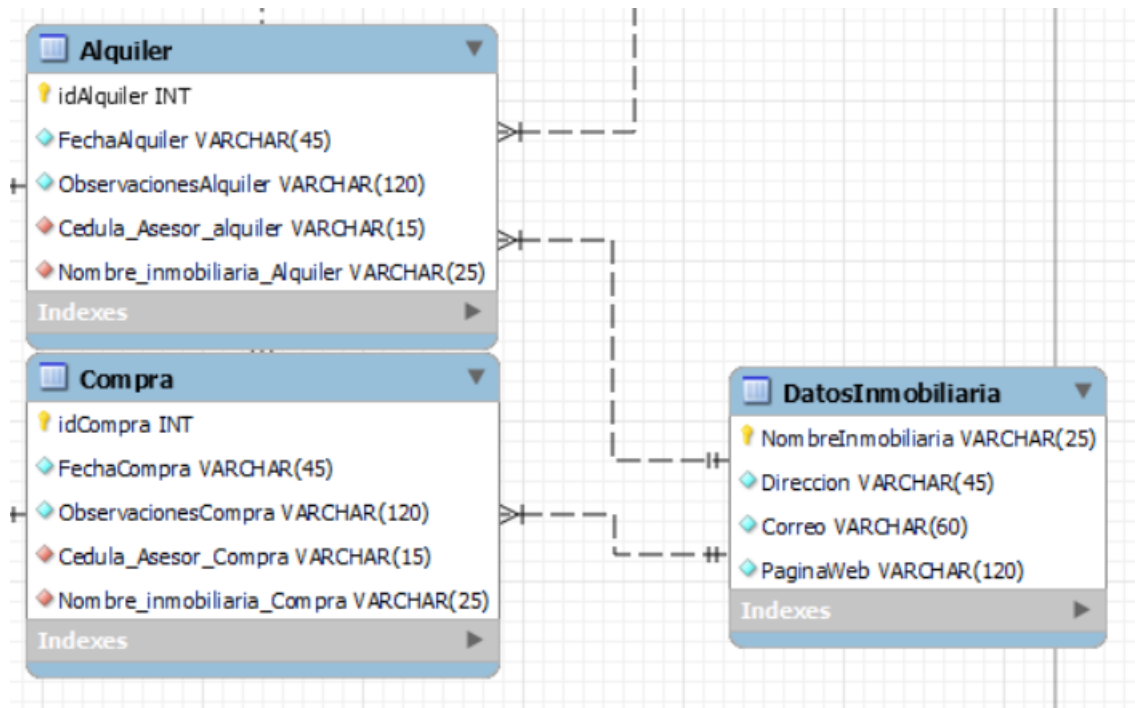 Alquiler
idAlquiler INT
FechaAlquiler VARCHAR(45)
ObservacionesAlquiler VARCHAR(120)
Cedula_Asesor_alquiler VARCHAR(15)
Nombre_inmobiliaria_Alquiler VARCHAR(25)
Indexes
Compra
idCompra INT
FechaCompra VARCHAR(45)
ObservacionesCompra VARCHAR(120)
Cedula_Asesor_Compra VARCHAR(15)
Nombre_inmobiliaria_Compra VARCHAR(25)
Indexes
DatosInmobiliaria
NombreInmobiliaria VARCHAR(25)
Direccion VARCHAR(45)
Correo VARCHAR(60)
PaginaWeb VARCHAR(120)
Indexes